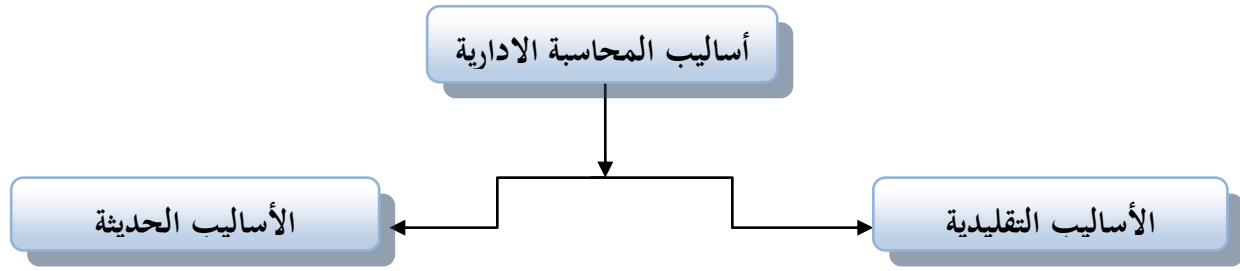 أساليب المحاسبة الادارية
الأساليب التقليدية
الأساليب الحديثة